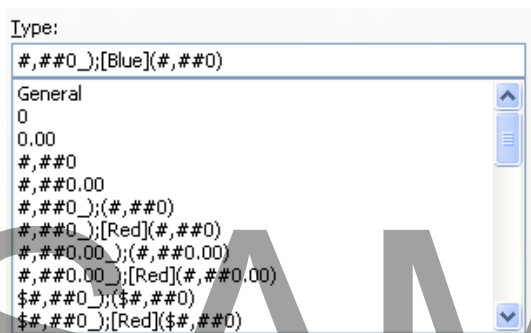 Type:
#,##0_);[Blue](#,##0)
General
0
0.00
#,##0
#,##0.00
#,##0_);(#,##0)
#,##0_);[Red](#,##0)
#,##0.00_);(#,##0.00)
#,##0.00_);[Red](#,##0.00)
$#,##0_);($#,##0)
$#,##0_);[Red]($#,##0)